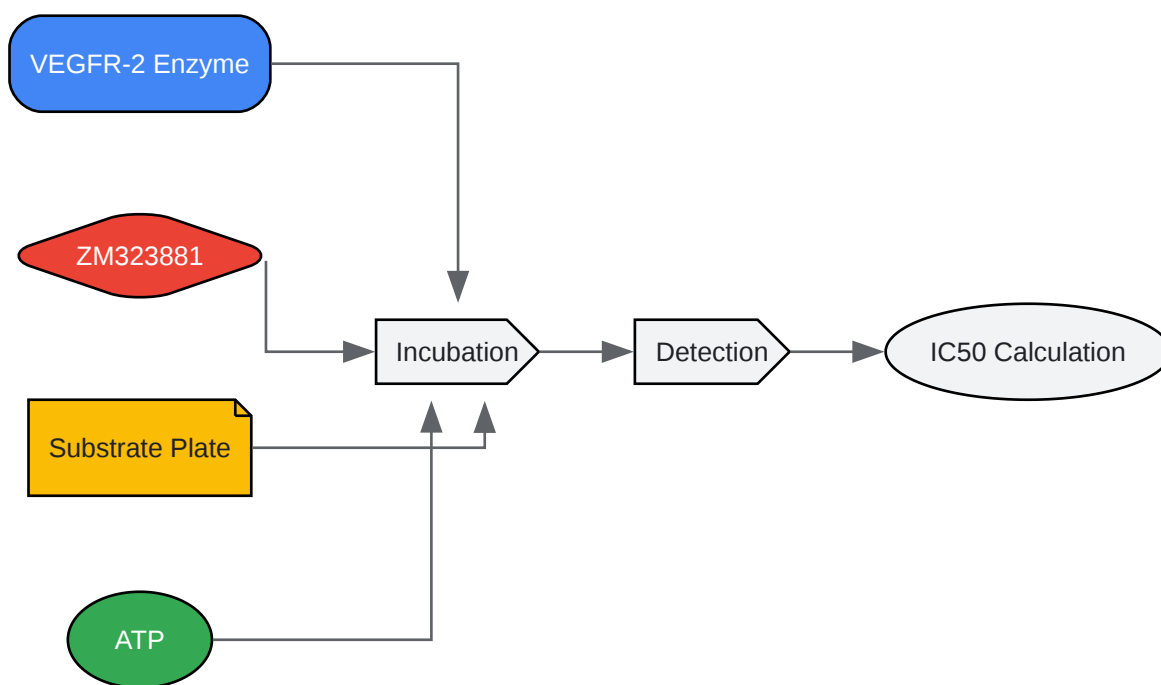 VEGFR-2 Enzyme
ZM323881
Incubation
Detection
IC50 Calculation
Substrate Plate
ATP